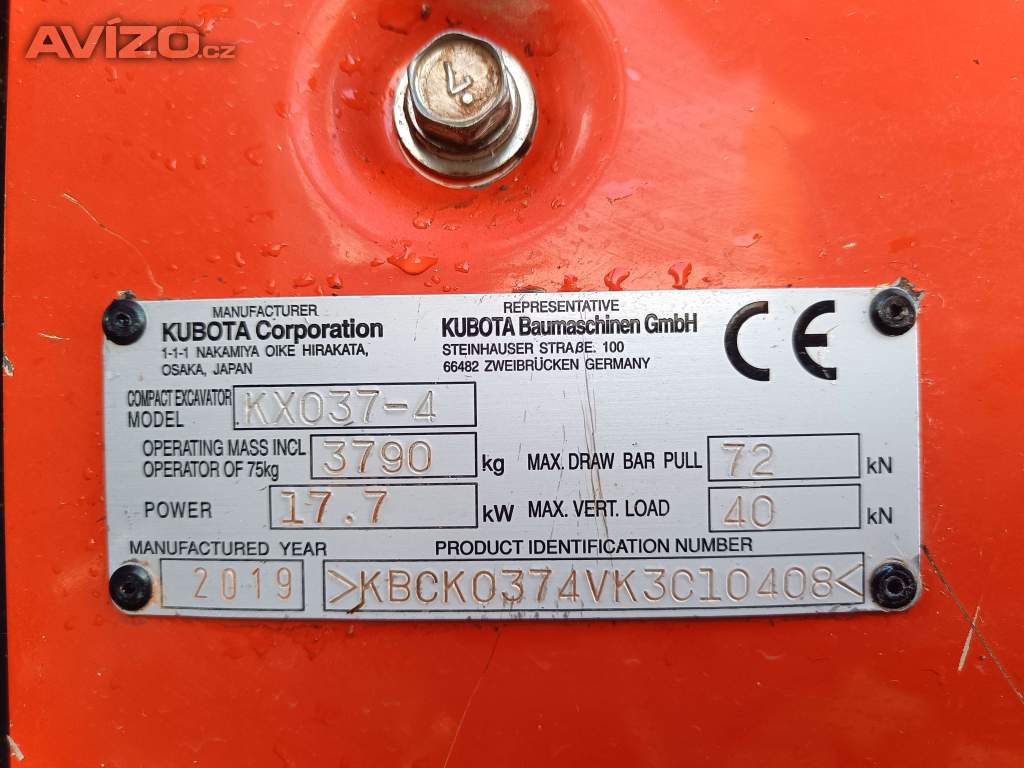 AVÍZO.cz
4.
MANUFACTURER
KUBOTA Corporation
1-1-1 NAKAMIYA OIKE HIRAKATA,
OSAKA, JAPAN
REPRESENTATIVE
KUBOTA Baumaschinen GmbH
STEINHAUSER STRAßE. 100
66482 ZWEIBRÜCKEN GERMANY
CE
COMPACT EXCAVATOR
MODEL KX037-4
OPERATING MASS INCL
OPERATOR OF 75kg 3790 kg
MAX. DRAW BAR PULL 72 kN
POWER 17.7 kW
MAX. VERT. LOAD 40 kN
MANUFACTURED YEAR
2019
PRODUCT IDENTIFICATION NUMBER
>KBCK0374VK3C10408<